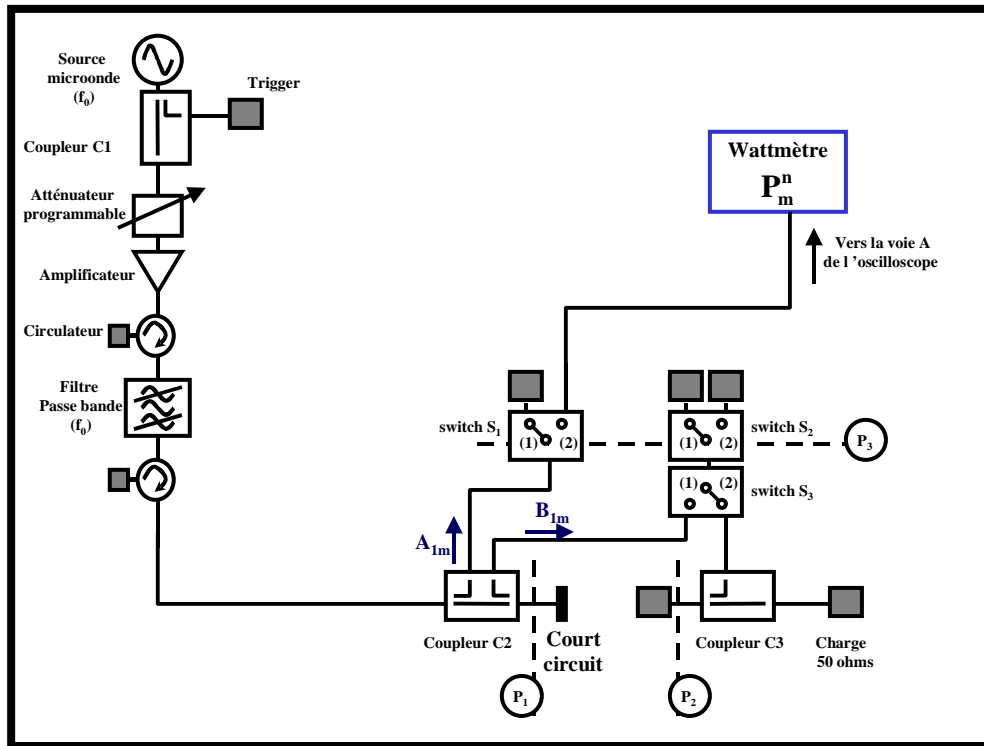 Source
microonde
(f0)
Trigger
Coupleur C1
Wattmètre
P m n
Atténuateur
programmable
Vers la voie A
de l 'oscilloscope
Amplificateur
Circulateur
Filtre
Passe bande
(f0)
switch S1
(1)
(2)
(1)
(2)
switch S2
P3
(1)
(2)
switch S3
A1m
B1m
Coupleur C2
Court
circuit
Coupleur C3
Charge
50 ohms
P1
P2